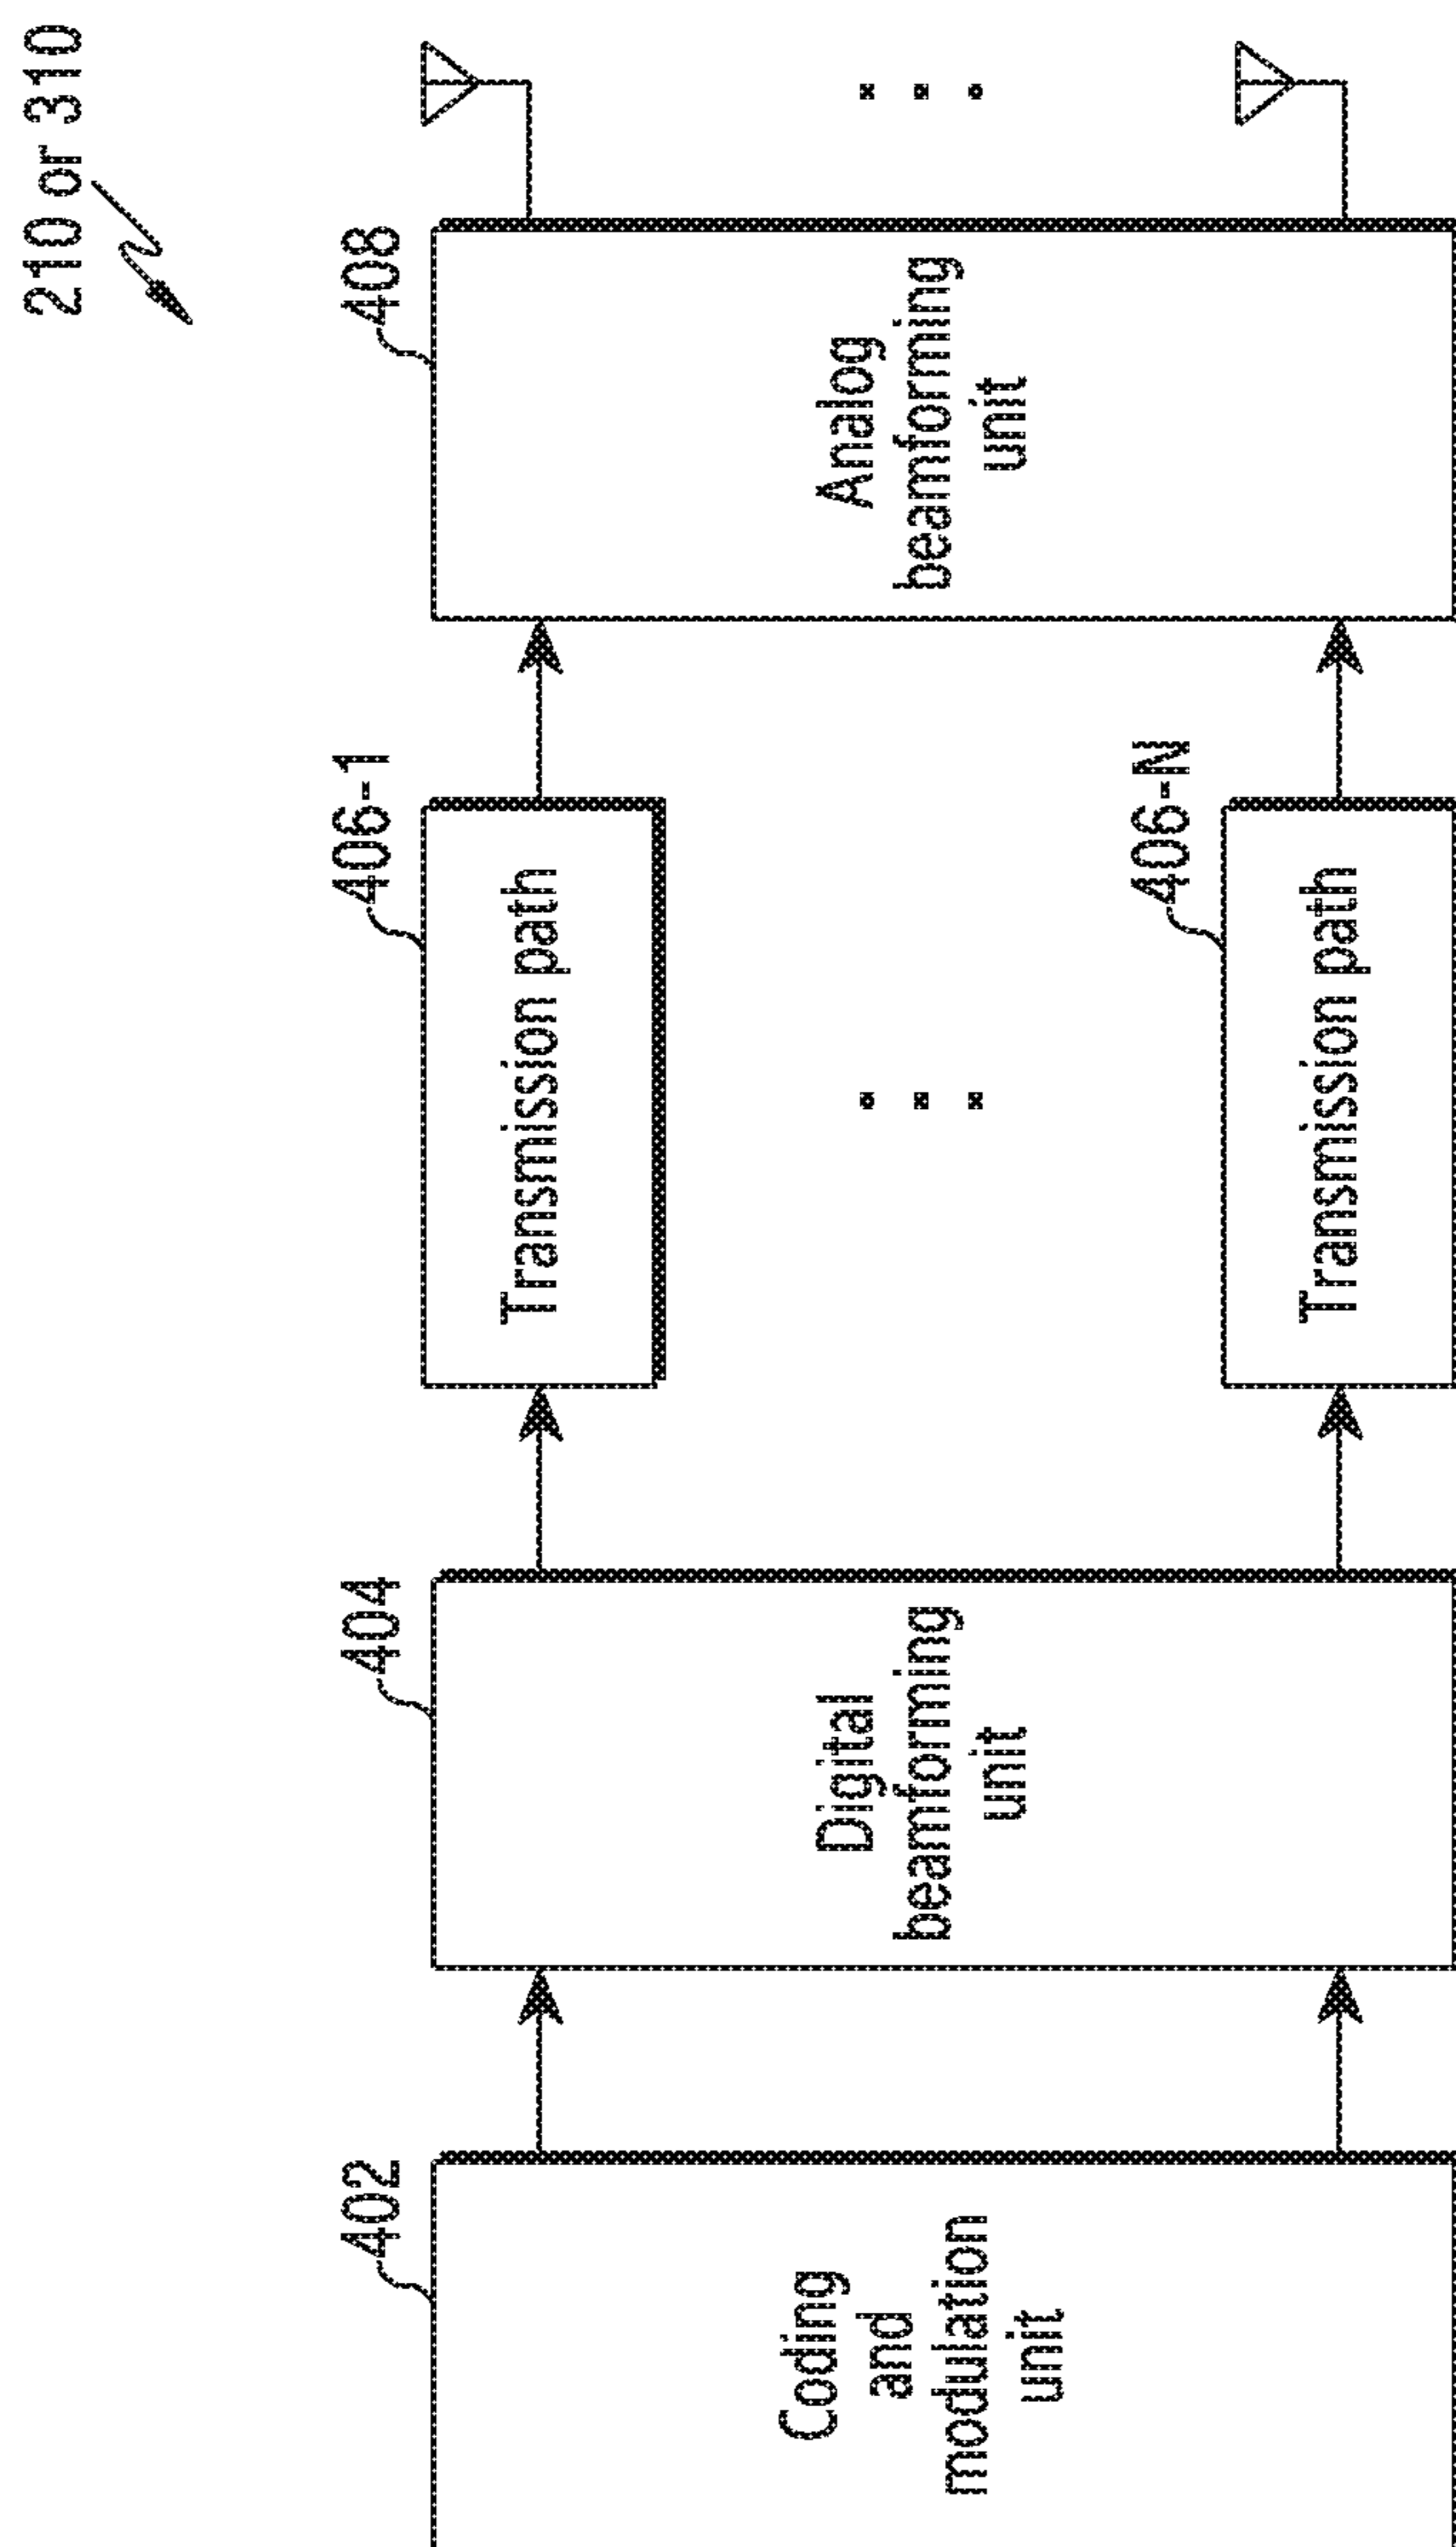 210 or 310
402
Coding
and
modulation
unit
404
Digital
beamforming
unit
406-1
Transmission path
406-N
Transmission path
408
Analog
beamforming
unit